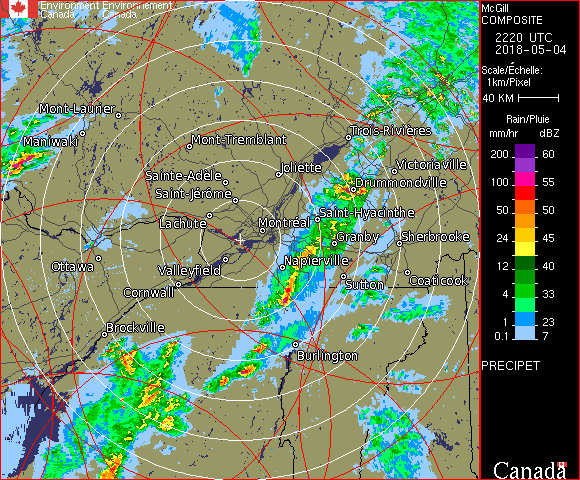 Environment Environnement
Canada Canada
McGill
COMPOSITE
2220 UTC
2018-05-04
Scale/Échelle:
1km/Pixel
40 KM
Rain/Pluie
mm/hr dBZ
200 60
100 55
50 50
24 45
12 40
4 33
1 23
0.1 7
PRECIPET
Canada
Mont-Laurier
Maniwaki
Mont-Tremblant
Trois-Rivières
Joliette
Victoriaville
Sainte-Adèle
Drummondville
Saint-Jérôme
Lachute
Saint-Hyacinthe
Montréal
Granby
Sherbrooke
Ottawa
Valleyfield
Napierville
Cornwall
Sutton
Coaticook
Brockville
Burlington